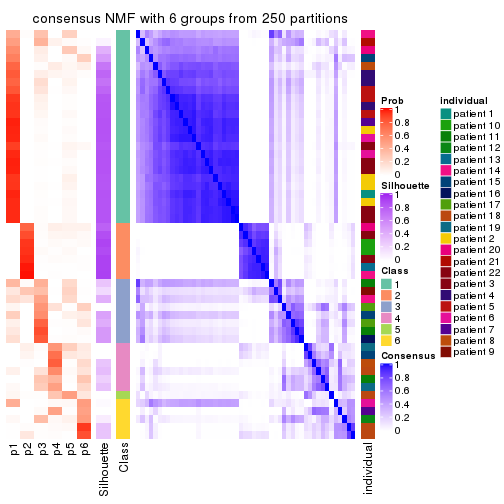 consensus NMF with 6 groups from 250 partitions
Prob
1
0.8
0.6
0.4
0.2
0
Silhouette
1
0.8
0.6
0.4
0.2
0
Class
1
2
3
4
5
6
Consensus
1
0.8
0.6
0.4
0.2
0
individual
patient 1
patient 10
patient 11
patient 12
patient 13
patient 14
patient 15
patient 16
patient 17
patient 18
patient 19
patient 2
patient 20
patient 21
patient 22
patient 3
patient 4
patient 5
patient 6
patient 7
patient 8
patient 9
p1
p2
p3
p4
p5
p6
Silhouette
Class
individual